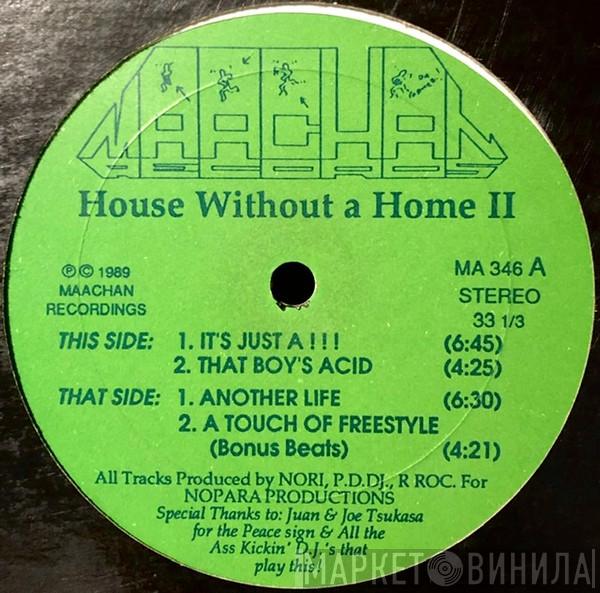 MAACHAN
RECORDS
House Without a Home II
℗ © 1989
MAACHAN
RECORDINGS
MA 346 A
STEREO
33 1/3
THIS SIDE: 1. IT'S JUST A ! ! ! (6:45)
2. THAT BOY'S ACID (4:25)
THAT SIDE: 1. ANOTHER LIFE (6:30)
2. A TOUCH OF FREESTYLE
(Bonus Beats) (4:21)
All Tracks Produced by NORI, P.D.DJ., R ROC. For
NOPARA PRODUCTIONS
Special Thanks to: Juan & Joe Tsukasa
for the Peace sign & All the
Ass Kickin' D.J.'s that
play this!
МАРКЕТ ВИНИЛА